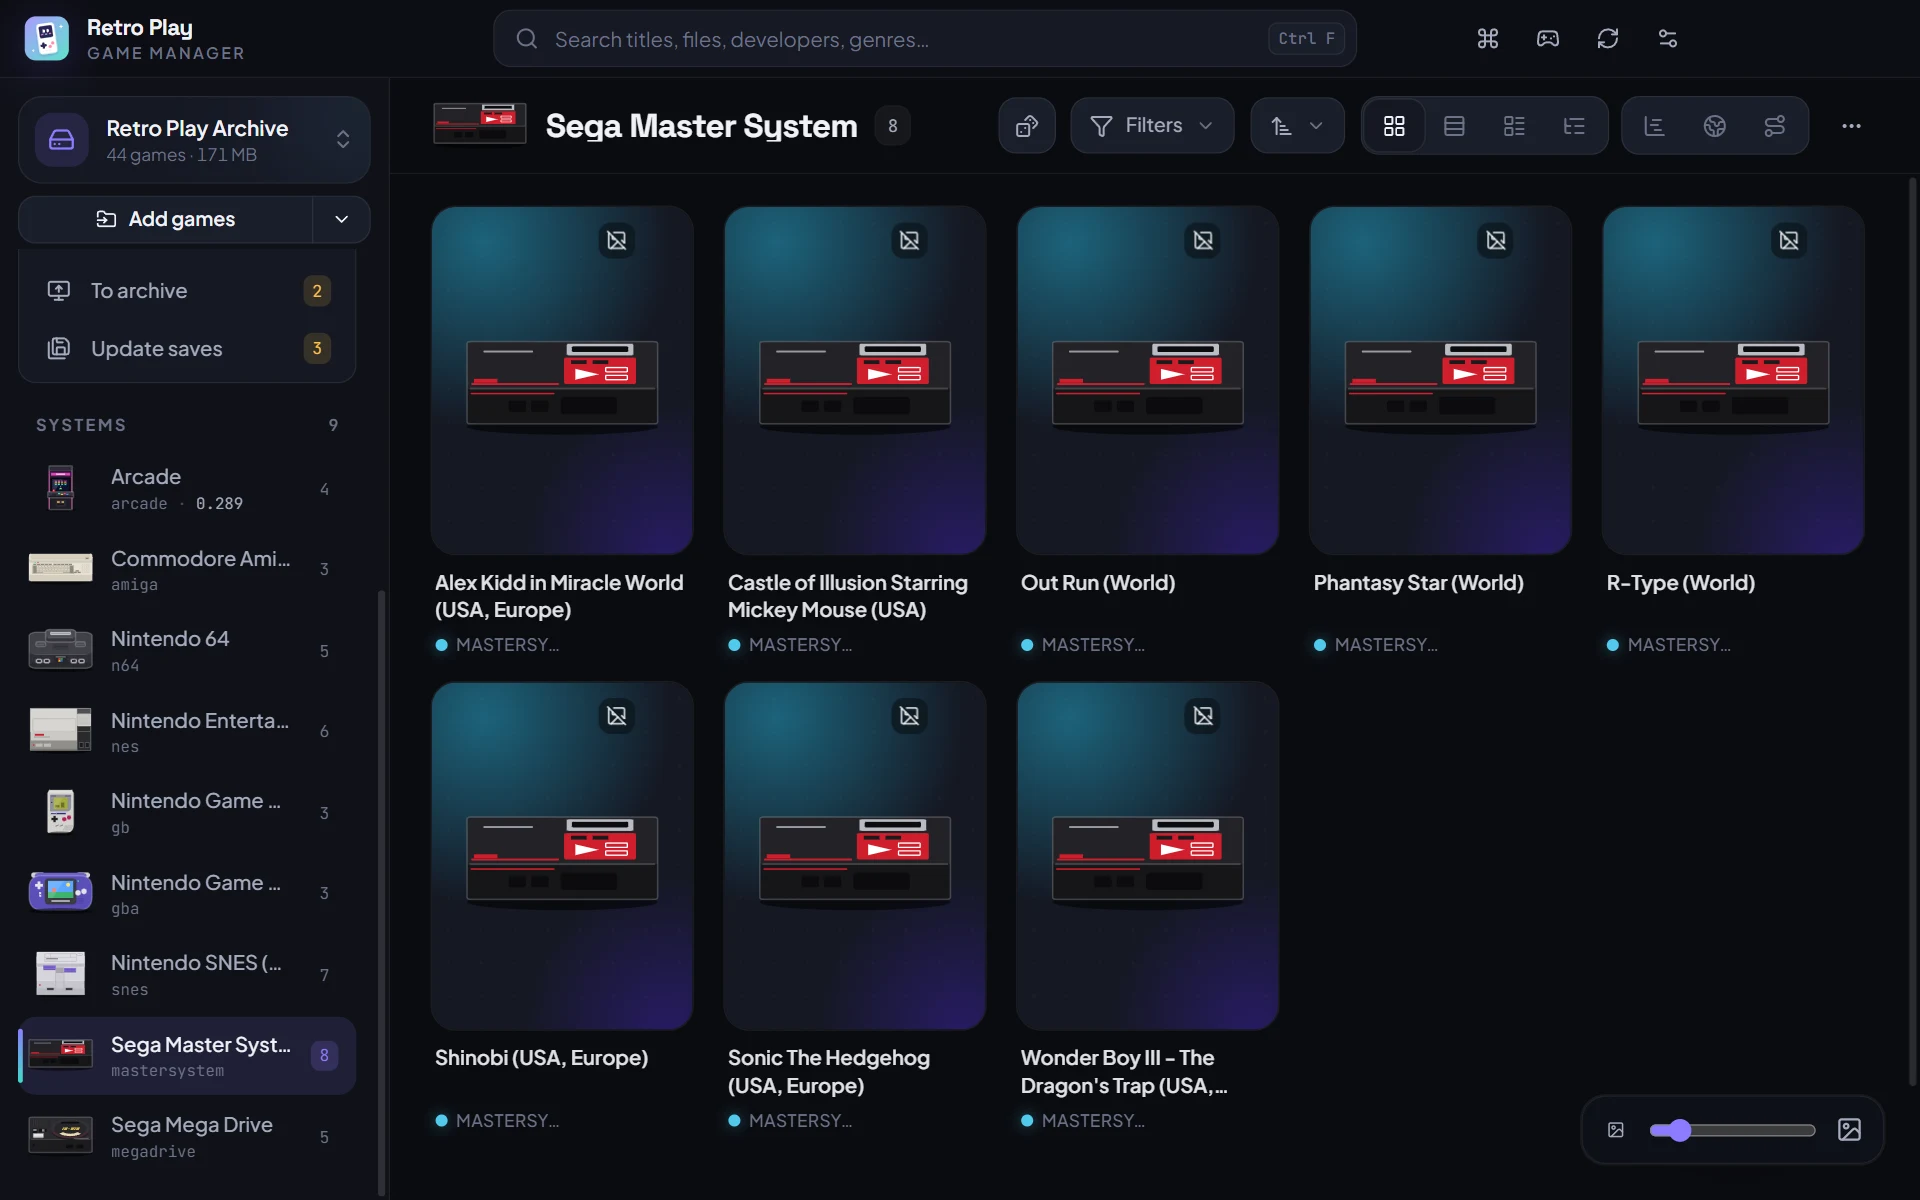 Retro Play
GAME MANAGER
Search titles, files, developers, genres...
Ctrl F
Retro Play Archive
44 games · 171 MB
Add games
To archive
2
Update saves
3
SYSTEMS
9
Arcade
arcade · 0.289
4
Commodore Ami...
amiga
3
Nintendo 64
n64
5
Nintendo Enterta...
nes
6
Nintendo Game ...
gb
3
Nintendo Game ...
gba
3
Nintendo SNES (...
snes
7
Sega Master Syst...
mastersystem
8
Sega Mega Drive
megadrive
5
Sega Master System
8
Filters
Alex Kidd in Miracle World
(USA, Europe)
MASTERSY...
Castle of Illusion Starring
Mickey Mouse (USA)
MASTERSY...
Out Run (World)
MASTERSY...
Phantasy Star (World)
MASTERSY...
R-Type (World)
MASTERSY...
Shinobi (USA, Europe)
MASTERSY...
Sonic The Hedgehog
(USA, Europe)
MASTERSY...
Wonder Boy III - The
Dragon's Trap (USA,...
MASTERSY...